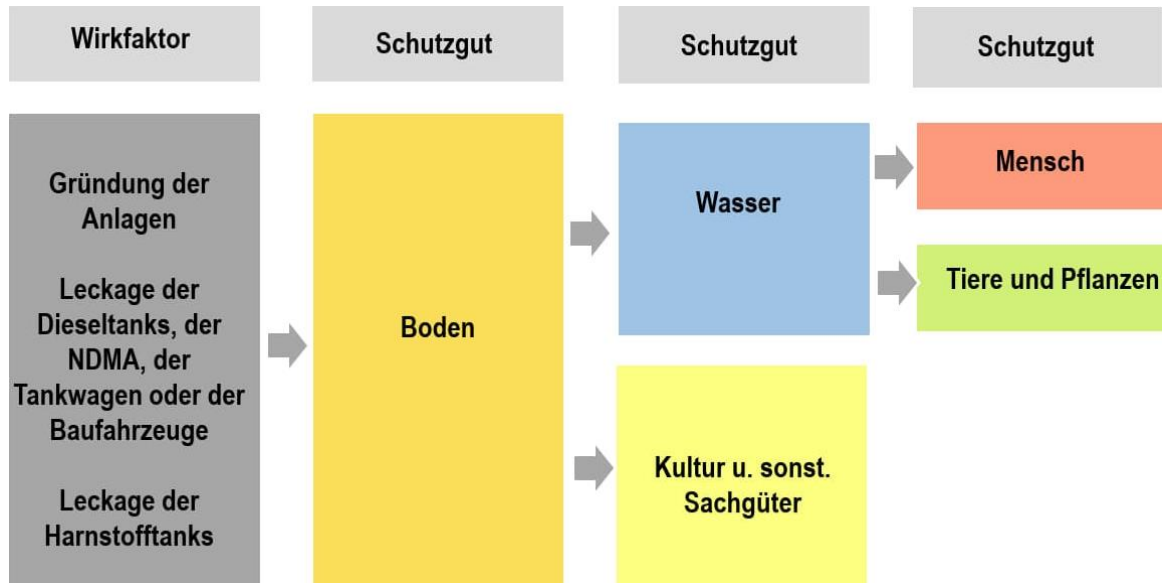 Wirkfaktor
Schutzgut
Schutzgut
Schutzgut
Gründung der
Anlagen
Leckage der
Dieseltanks, der
NDMA, der
Tankwagen oder der
Baufahrzeuge
Leckage der
Harnstofftanks
Boden
Wasser
Kultur u. sonst.
Sachgüter
Mensch
Tiere und Pflanzen